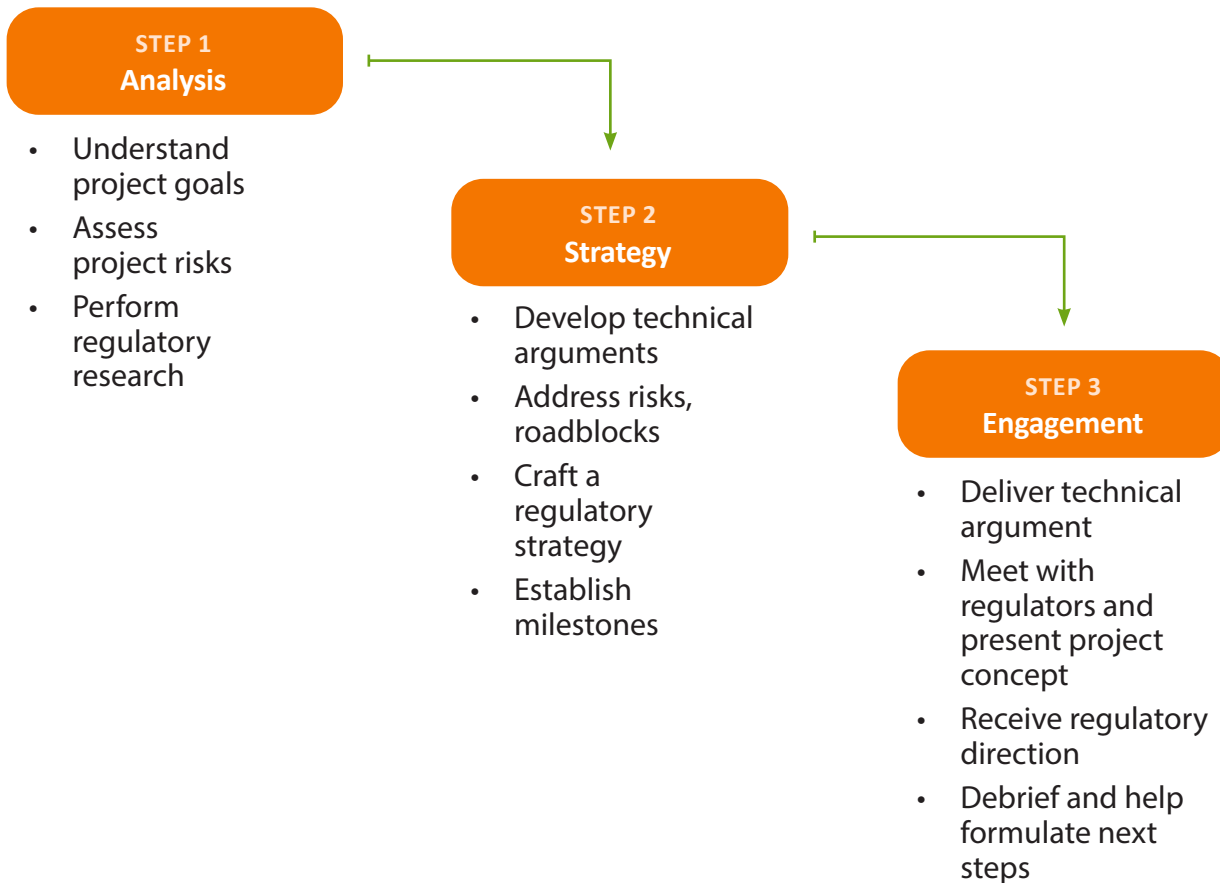 STEP 1
Analysis
• Understand
project goals
• Assess
project risks
• Perform
regulatory
research
STEP 2
Strategy
• Develop technical
arguments
• Address risks,
roadblocks
• Craft a
regulatory
strategy
• Establish
milestones
STEP 3
Engagement
• Deliver technical
argument
• Meet with
regulators and
present project
concept
• Receive regulatory
direction
• Debrief and help
formulate next
steps